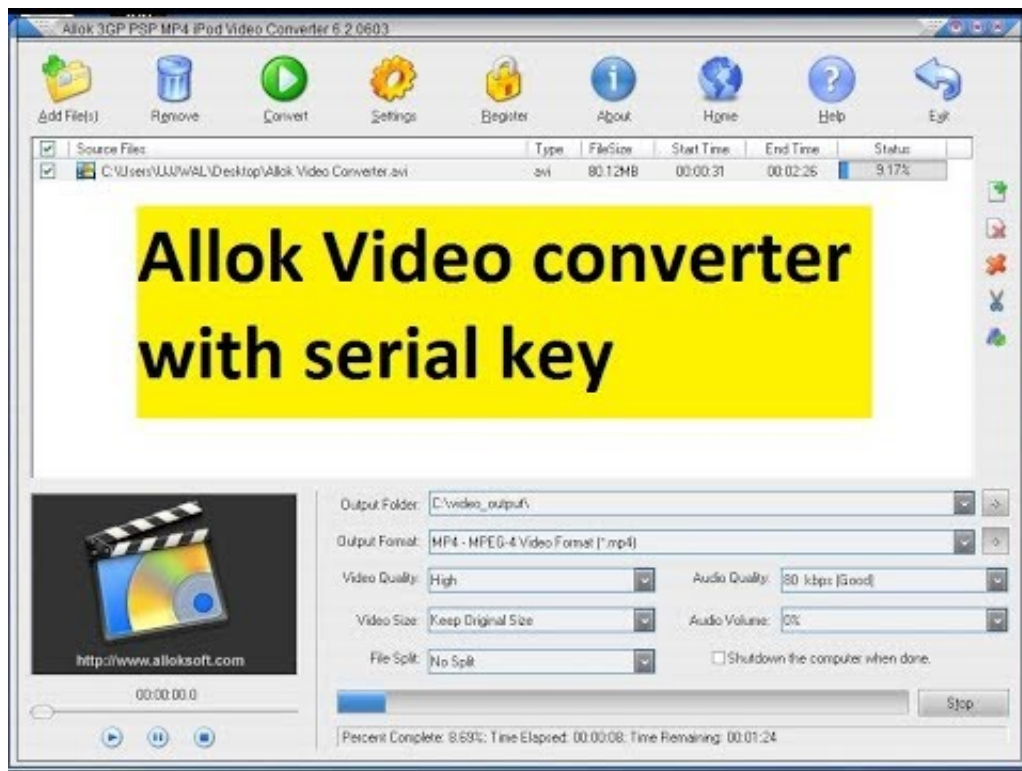 Allok 3GP PSP MP4 iPod Video Converter 6.2.0603
Add File(s) Remove Convert Settings Register About Home Help Exit
Source Files Type FileSize Start Time End Time Status
C:\Users\UJJWAL\Desktop\Allok Video Converter.avi avi 80.12MB 00:00:31 00:02:26 9.17%
Allok Video converter
with serial key
Output Folder: C:\video_output\
Output Format: MP4 - MPEG-4 Video Format (*.mp4)
Video Quality: High Audio Quality: 80 kbps (Good)
Video Size: Keep Original Size Audio Volume: 0%
File Split: No Split Shutdown the computer when done.
http://www.alloksoft.com
00:00:00.0
Stop
Percent Complete: 8.69%; Time Elapsed: 00:00:08; Time Remaining: 00:01:24